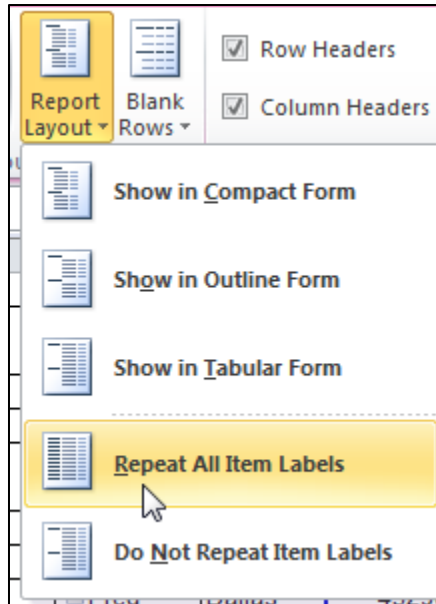 Report Layout
Blank Rows
Row Headers
Column Headers
Show in Compact Form
Show in Outline Form
Show in Tabular Form
Repeat All Item Labels
Do Not Repeat Item Labels